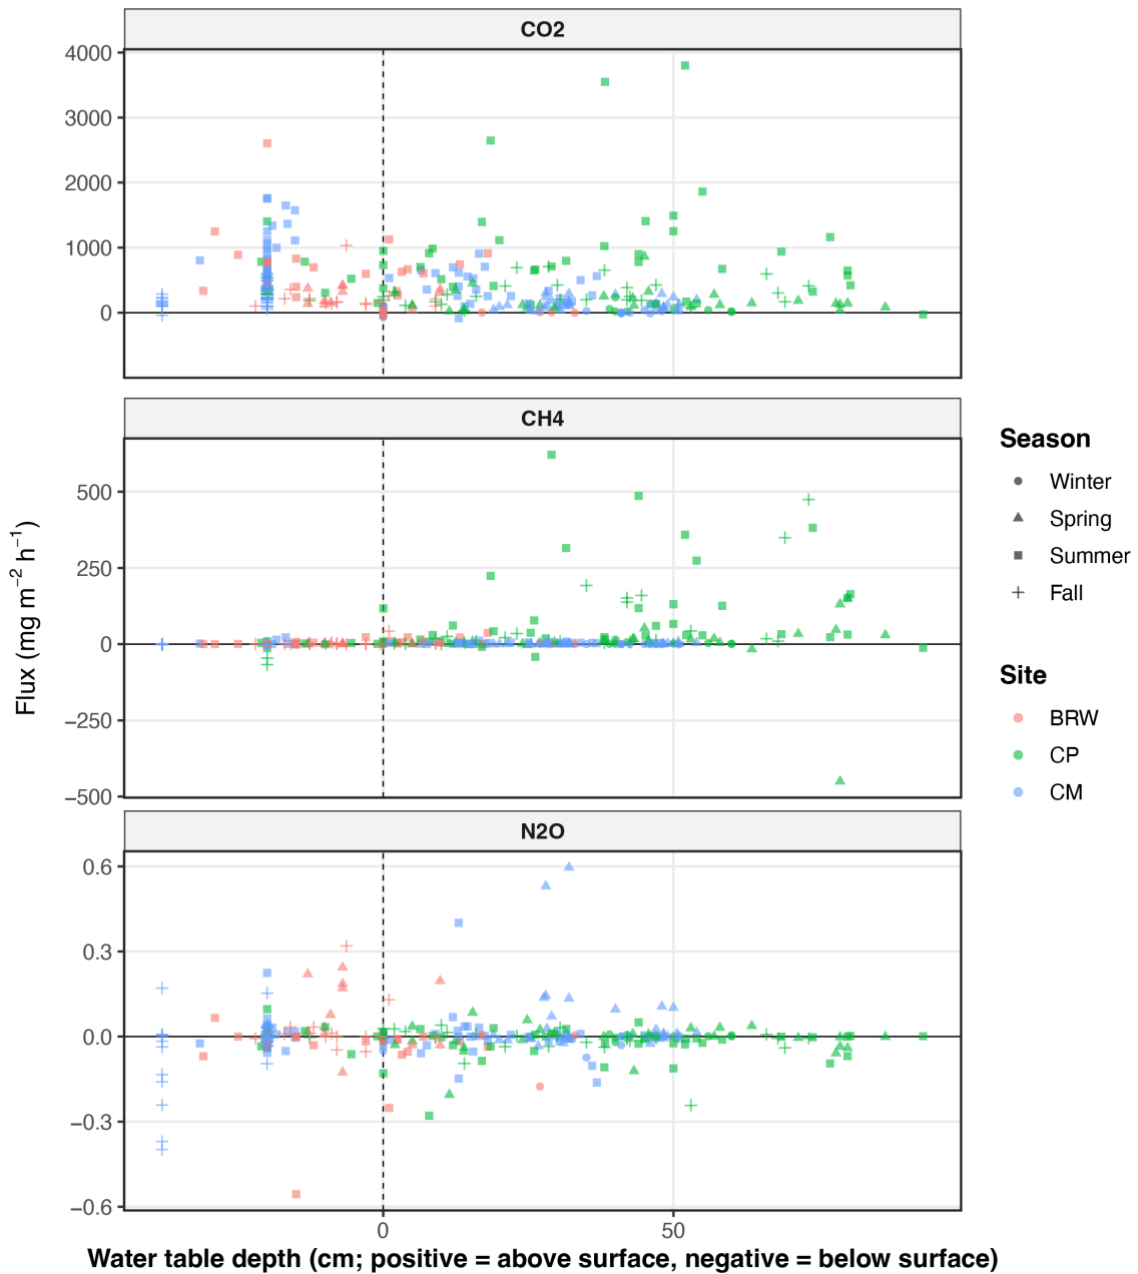 CO2
4000
3000
2000
1000
0
CH4
500
250
0
−250
−500
N2O
0.6
0.3
0.0
−0.3
−0.6
0 50
Water table depth (cm; positive = above surface, negative = below surface)
Flux (mg m⁻² h⁻¹)
Season
Winter
Spring
Summer
Fall
Site
BRW
CP
CM